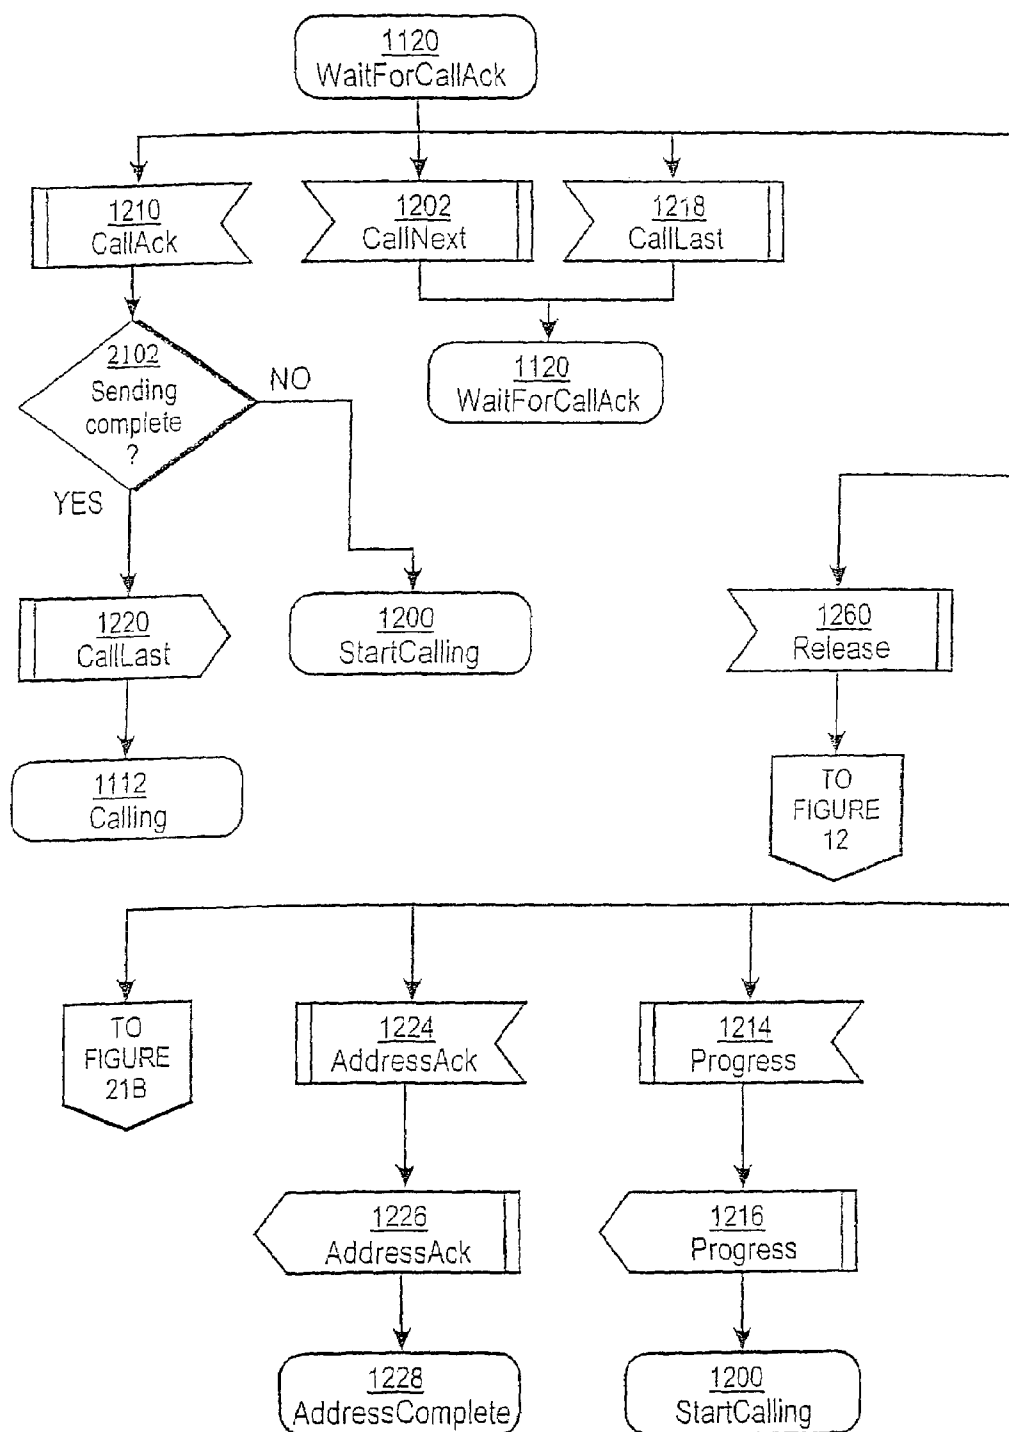 1120
WaitForCallAck
1210
CallAck
1202
CallNext
1218
CallLast
2102
Sending
complete
?
NO
YES
1120
WaitForCallAck
1220
CallLast
1200
StartCalling
1260
Release
1112
Calling
TO
FIGURE
12
TO
FIGURE
21B
1224
AddressAck
1214
Progress
1226
AddressAck
1216
Progress
1228
AddressComplete
1200
StartCalling